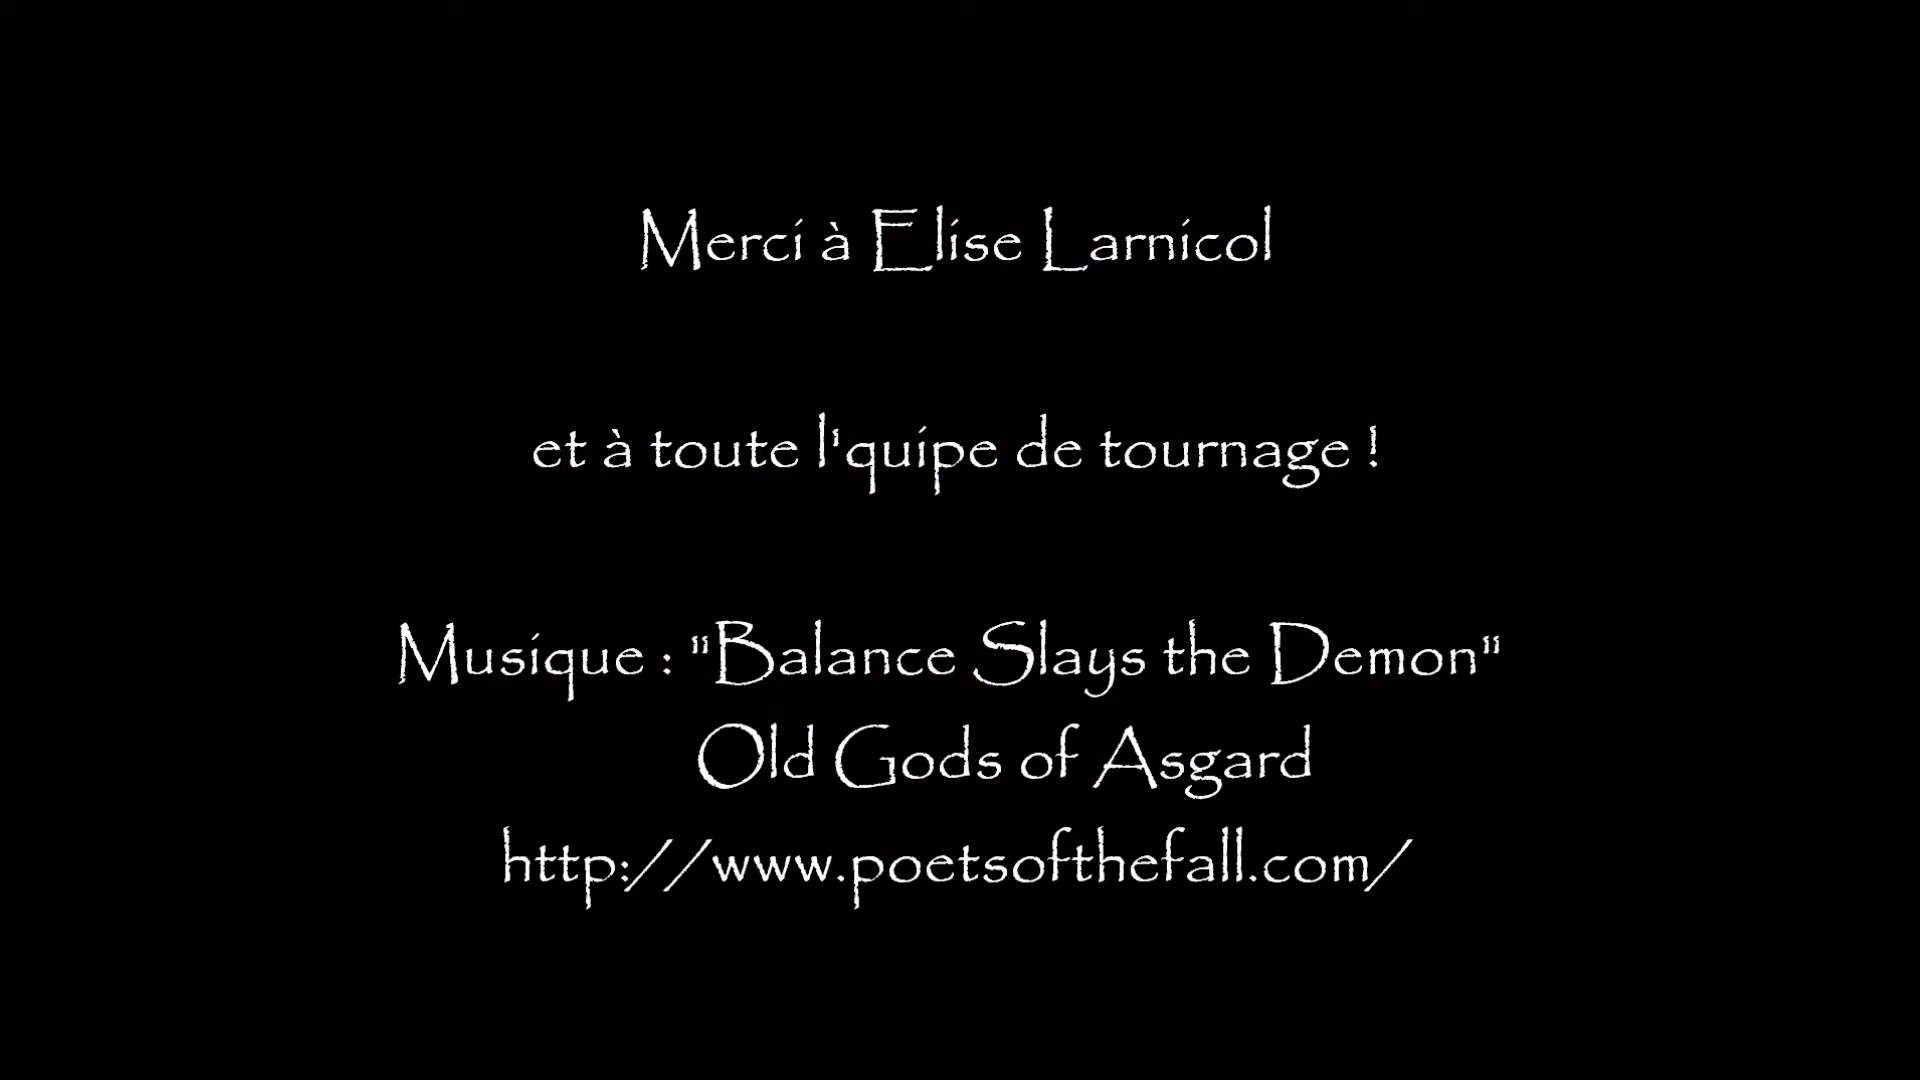 Merci à Elise Larnicol
et à toute l'quipe de tournage !
Musique : "Balance Slays the Demon"
Old Gods of Asgard
http://www.poetsofthefall.com/